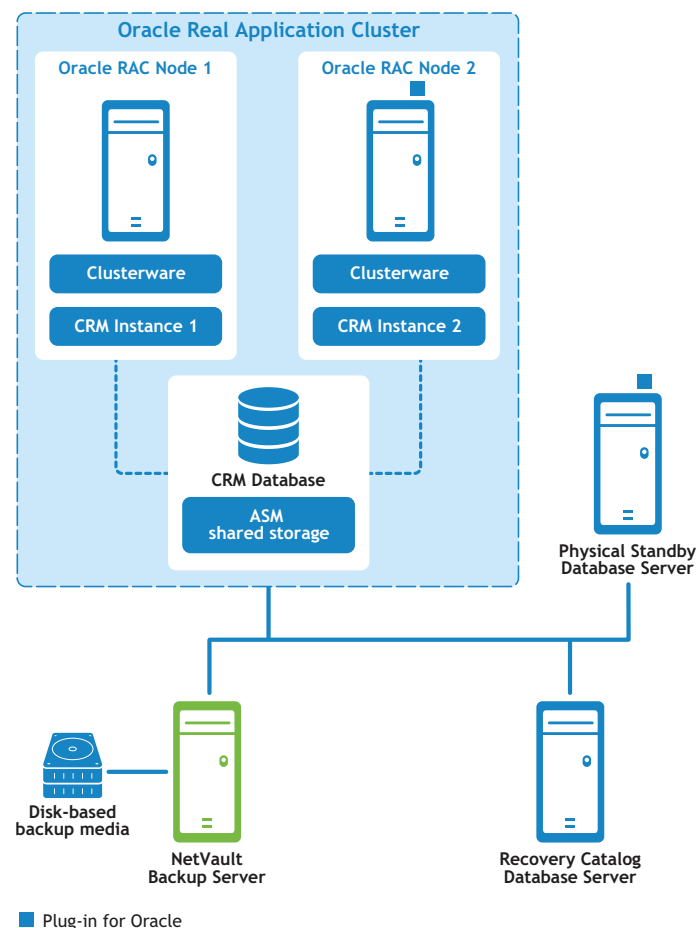 Oracle Real Application Cluster
Oracle RAC Node 1
Oracle RAC Node 2
Clusterware
Clusterware
CRM Instance 1
CRM Instance 2
CRM Database
ASM
shared storage
Physical Standby
Database Server
Disk-based
backup media
NetVault
Backup Server
Recovery Catalog
Database Server
Plug-in for Oracle